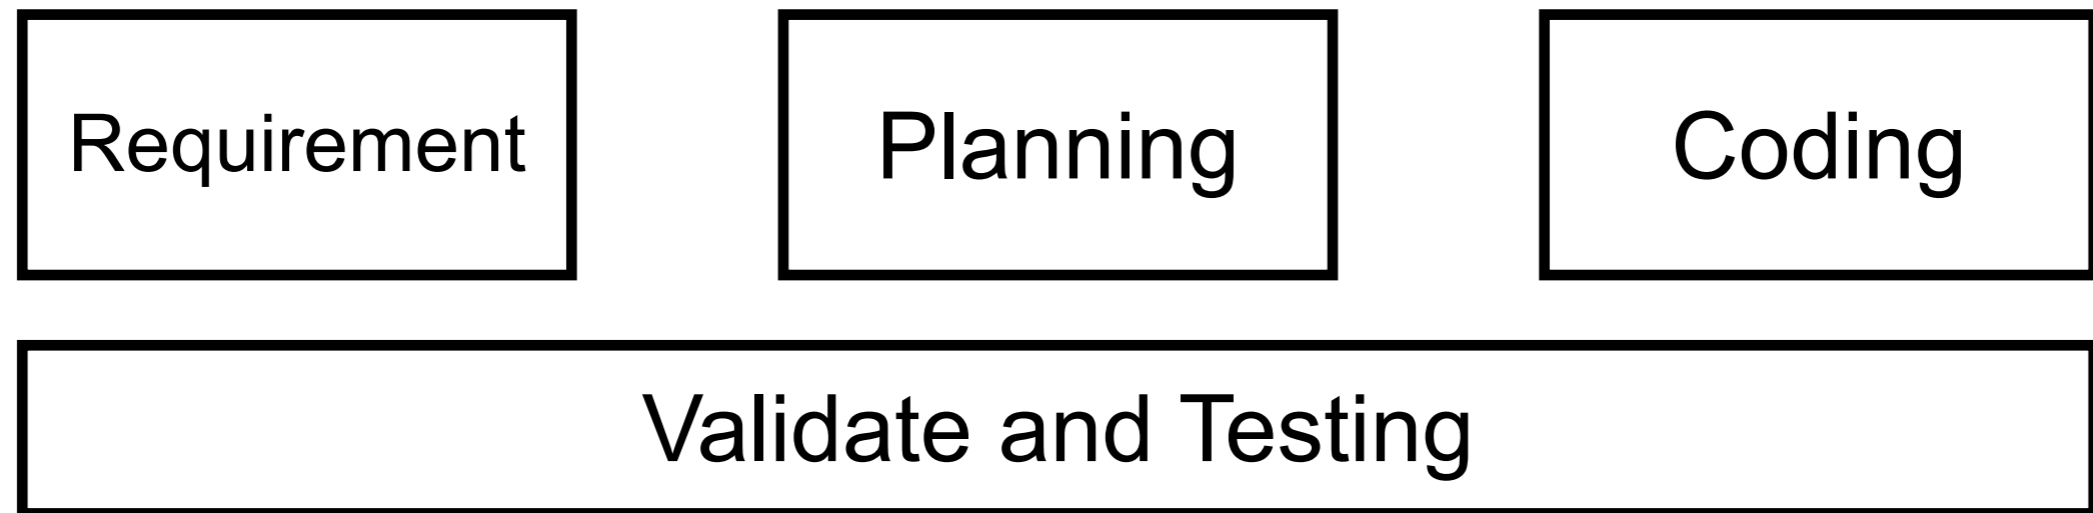 Requirement
Planning
Coding
Validate and Testing